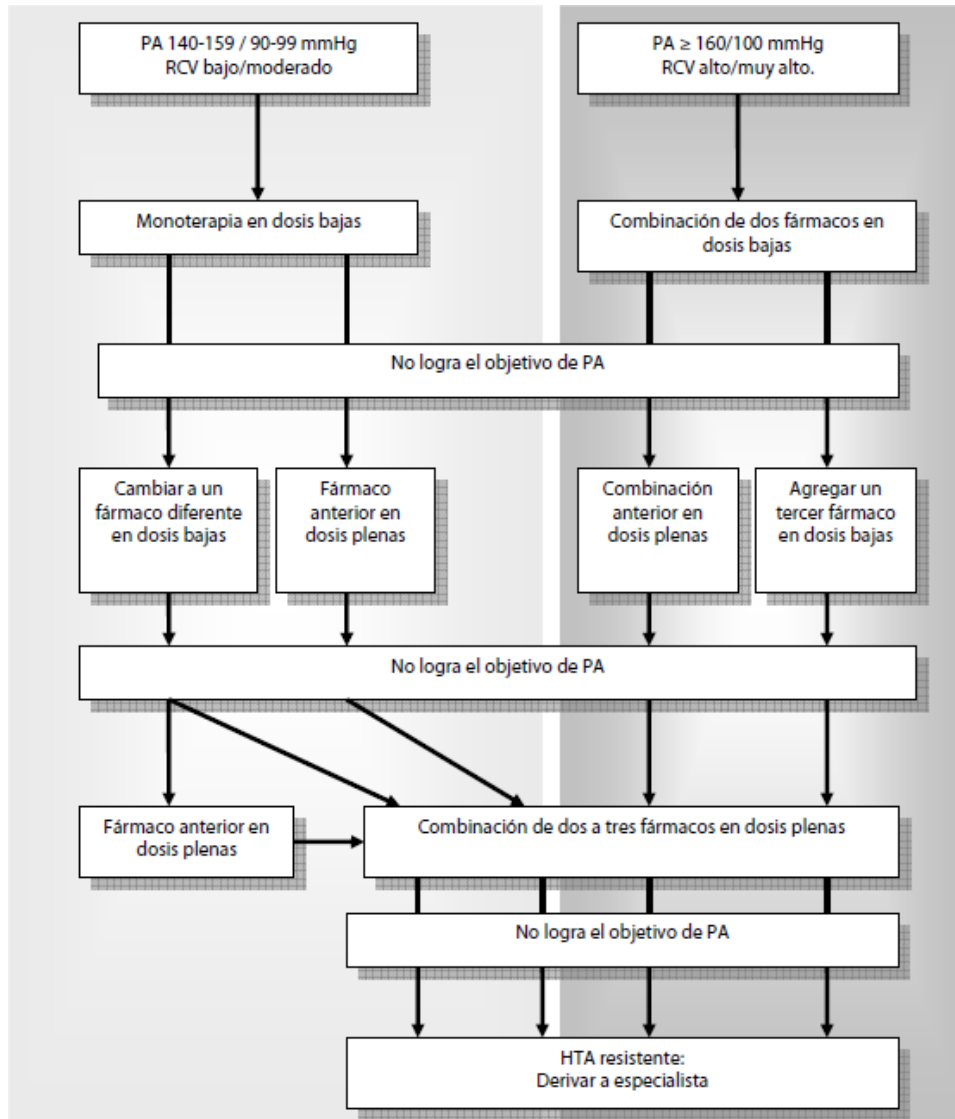 PA 140-159 / 90-99 mmHg
RCV bajo/moderado
PA ≥ 160/100 mmHg
RCV alto/muy alto.
Monoterapia en dosis bajas
Combinación de dos fármacos en
dosis bajas
No logra el objetivo de PA
Cambiar a un
fármaco diferente
en dosis bajas
Fármaco
anterior en
dosis plenas
Combinación
anterior en
dosis plenas
Agregar un
tercer fármaco
en dosis bajas
No logra el objetivo de PA
Fármaco anterior en
dosis plenas
Combinación de dos a tres fármacos en dosis plenas
No logra el objetivo de PA
HTA resistente:
Derivar a especialista